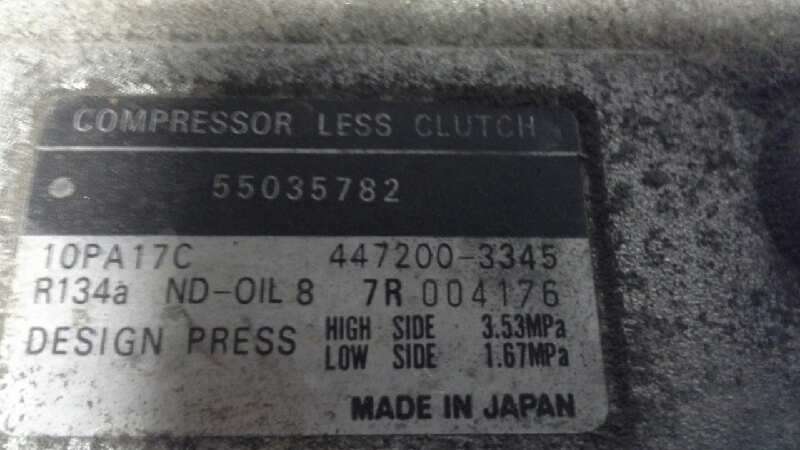 COMPRESSOR LESS CLUTCH
55035782
10PA17C 447200-3345
R134a ND-OIL 8 7R 004176
DESIGN PRESS HIGH SIDE 3.53MPa
LOW SIDE 1.67MPa
MADE IN JAPAN